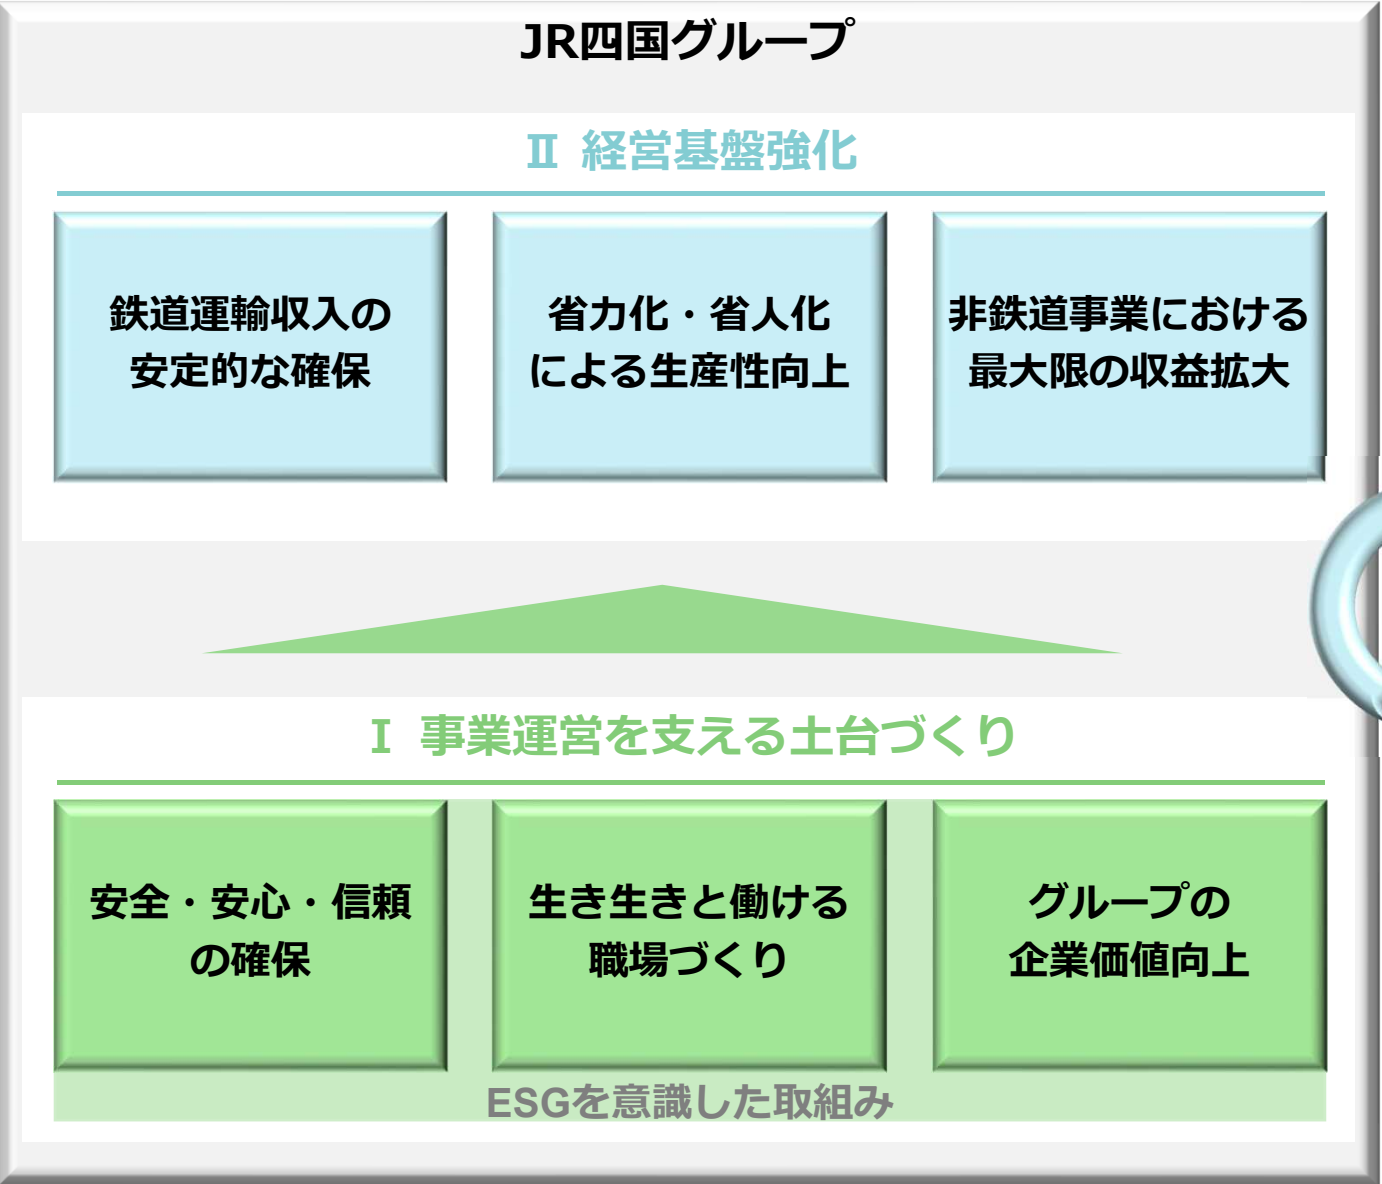 JR四国グループ
Ⅱ 経営基盤強化
鉄道運輸収入の
安定的な確保
省力化・省人化
による生産性向上
非鉄道事業における
最大限の収益拡大
Ⅰ 事業運営を支える土台づくり
安全・安心・信頼
の確保
生き生きと働ける
職場づくり
グループの
企業価値向上
ESGを意識した取組み